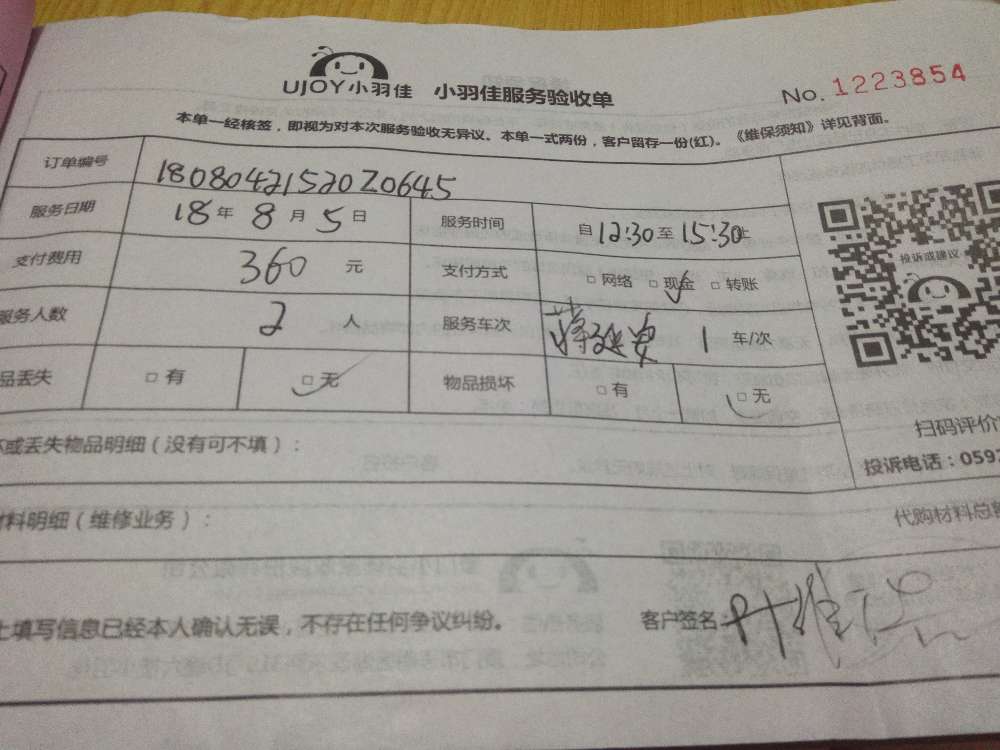 UJOY小羽佳 小羽佳服务验收单 No. 1223854
本单一经核签，即视为对本次服务验收无异议。本单一式两份，客户留存一份(红)。《维保须知》详见背面。
订单编号 1808042152020645
服务日期 18 年 8 月 5 日 服务时间 自 12:30 至 15:30 止
投诉或建议
支付费用 360 元 支付方式 □ 网络 □ 现金 □ 转账
服务人数 2 人 服务车次 1 车/次
品丢失 □ 有 □ 无 物品损坏 □ 有 □ 无
扫码评价
坏或丢失物品明细（没有可不填）：
投诉电话：059
材料明细（维修业务）： 代购材料总
上填写信息已经本人确认无误，不存在任何争议纠纷。 客户签名：